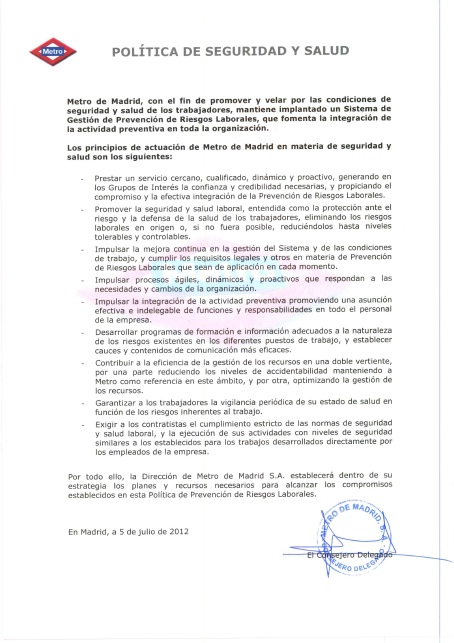 Metro
POLÍTICA DE SEGURIDAD Y SALUD
Metro de Madrid, con el fin de promover y velar por las condiciones de
seguridad y salud de los trabajadores, mantiene implantado un Sistema de
Gestión de Prevención de Riesgos Laborales, que fomenta la integración de
la actividad preventiva en toda la organización.
Los principios de actuación de Metro de Madrid en materia de seguridad y
salud son los siguientes:
- Prestar un servicio cercano, cualificado, dinámico y proactivo, generando en
los Grupos de Interés la confianza y credibilidad necesarias, y propiciando el
compromiso y la efectiva integración de la Prevención de Riesgos Laborales.
- Promover la seguridad y salud laboral, entendida como la protección ante el
riesgo y la defensa de la salud de los trabajadores, eliminando los riesgos
laborales en origen o, si no fuera posible, reduciéndolos hasta niveles
tolerables y controlables.
- Impulsar la mejora continua en la gestión del Sistema y de las condiciones
de trabajo, y cumplir los requisitos legales y otros en materia de Prevención
de Riesgos Laborales que sean de aplicación en cada momento.
- Impulsar procesos ágiles, dinámicos y proactivos que respondan a las
necesidades y cambios de la organización.
- Impulsar la integración de la actividad preventiva promoviendo una asunción
efectiva e indelegable de funciones y responsabilidades en todo el personal
de la empresa.
- Desarrollar programas de formación e información adecuados a la naturaleza
de los riesgos existentes en los diferentes puestos de trabajo, y establecer
cauces y contenidos de comunicación más eficaces.
- Contribuir a la eficiencia de la gestión de los recursos en una doble vertiente,
por una parte reduciendo los niveles de accidentabilidad manteniendo a
Metro como referencia en este ámbito, y por otra, optimizando la gestión de
los recursos.
- Garantizar a los trabajadores la vigilancia periódica de su estado de salud en
función de los riesgos inherentes al trabajo.
- Exigir a los contratistas el cumplimiento estricto de las normas de seguridad
y salud laboral, y la ejecución de sus actividades con niveles de seguridad
similares a los establecidos para los trabajos desarrollados directamente por
los empleados de la empresa.
Por todo ello, la Dirección de Metro de Madrid S.A. establecerá dentro de su
estrategia los planes y recursos necesarios para alcanzar los compromisos
establecidos en esta Política de Prevención de Riesgos Laborales.
En Madrid, a 5 de julio de 2012
METRO DE MADRID, S.A.
El Consejero Delegado
CONSEJERO DELEGADO